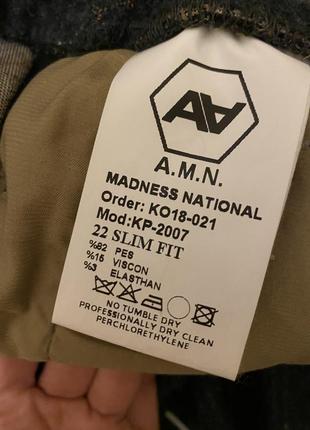 A.M.N.
MADNESS NATIONAL
Order: KO18-021
Mod:KP-2007
22 SLIM FIT
%82 PES
%15 VISCON
%3 ELASTHAN
NO TUMBLE DRY
PROFESSIONALLY DRY CLEAN
PERCHLORETHYLENE